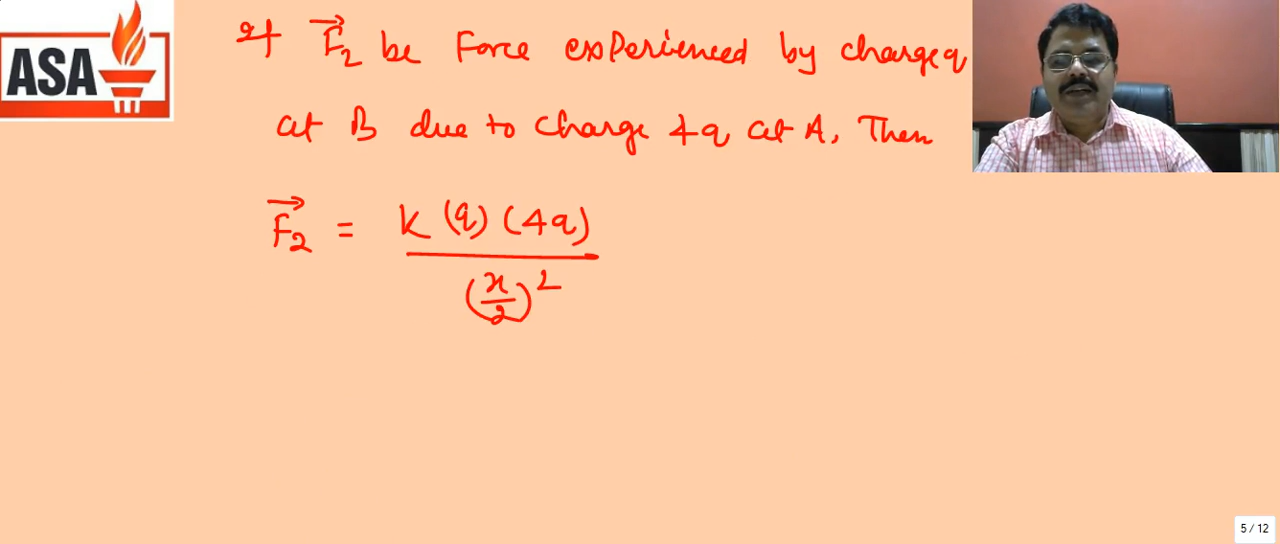 ASA
If F⃗₂ be Force experienced by charge q
at B due to charge 4q at A, Then
F⃗₂ = K (q) (4q) / (x/2)²
5 / 12